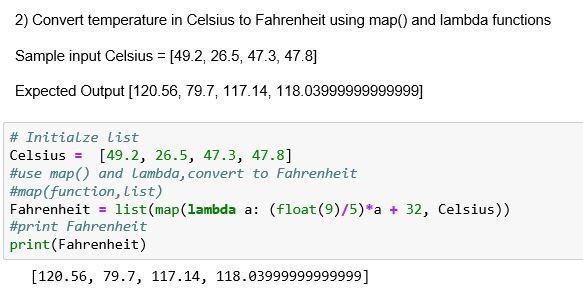 2) Convert temperature in Celsius to Fahrenheit using map() and lambda functions
Sample input Celsius = [49.2, 26.5, 47.3, 47.8]
Expected Output [120.56, 79.7, 117.14, 118.03999999999999]
# Initialze list
Celsius =  [49.2, 26.5, 47.3, 47.8]
#use map() and lambda,convert to Fahrenheit
#map(function,list)
Fahrenheit = list(map(lambda a: (float(9)/5)*a + 32, Celsius))
#print Fahrenheit
print(Fahrenheit)
[120.56, 79.7, 117.14, 118.03999999999999]